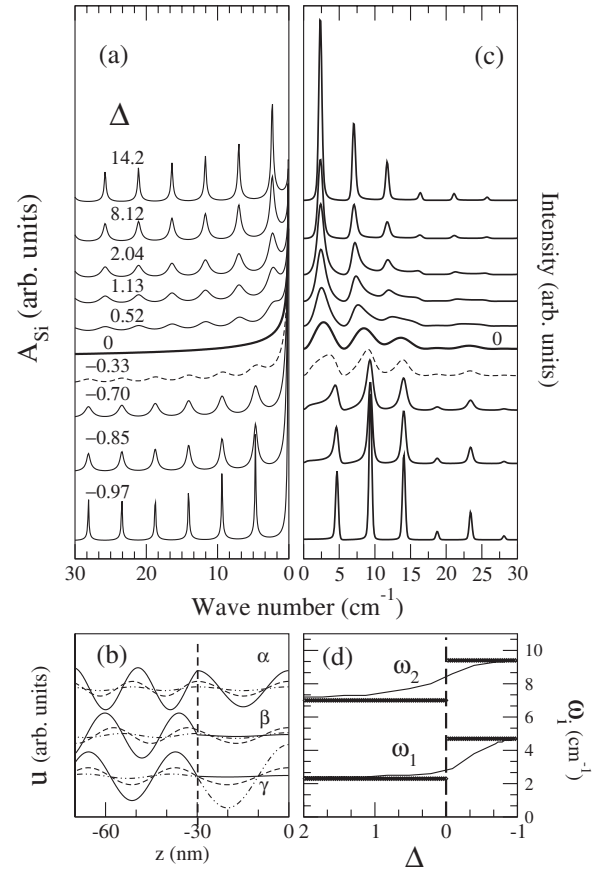 (a)
(c)
Δ
14.2
8.12
2.04
1.13
0.52
0
0
−0.33
−0.70
−0.85
−0.97
A_Si (arb. units)
Intensity (arb. units)
30 20 10 0
0 5 10 15 20 25 30
Wave number (cm⁻¹)
(b)
α
β
γ
u (arb. units)
-60 -30 0
z (nm)
(d)
ω₂
ω₁
10
8
6
4
2
0
ω_i (cm⁻¹)
2 1 0 -1
Δ